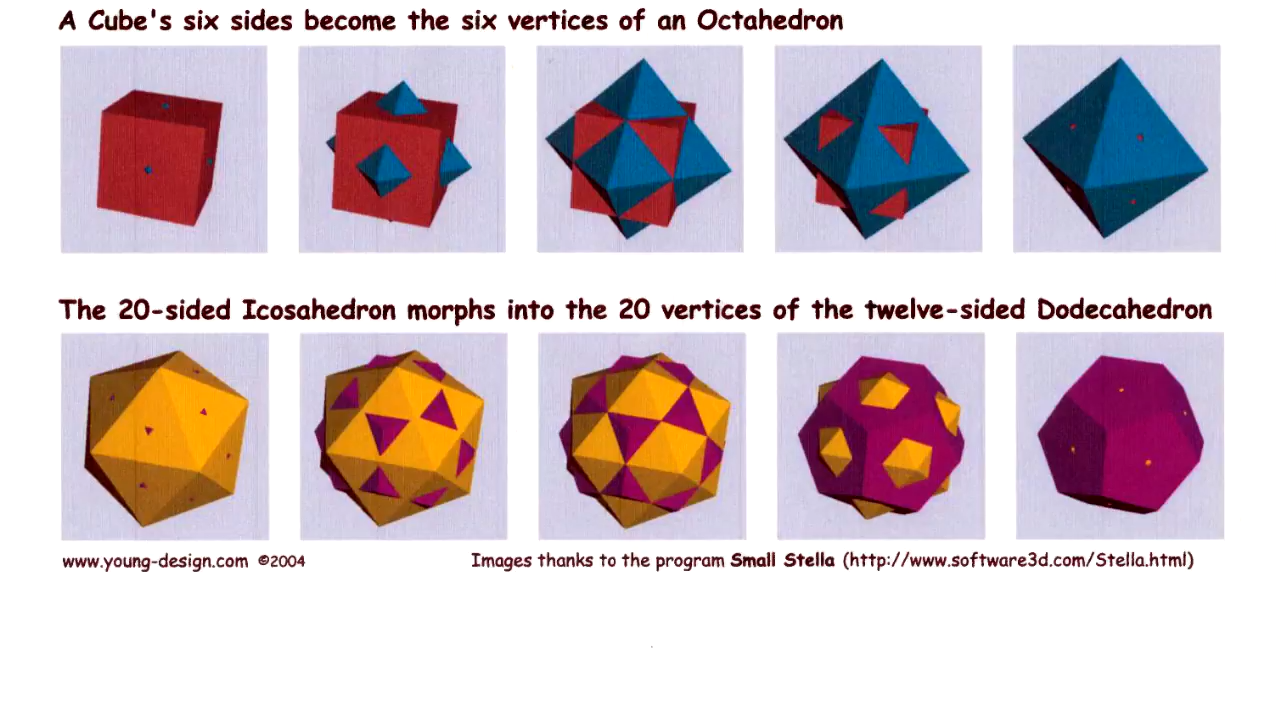 A Cube's six sides become the six vertices of an Octahedron
The 20-sided Icosahedron morphs into the 20 vertices of the twelve-sided Dodecahedron
www.young-design.com ©2004
Images thanks to the program Small Stella (http://www.software3d.com/Stella.html)